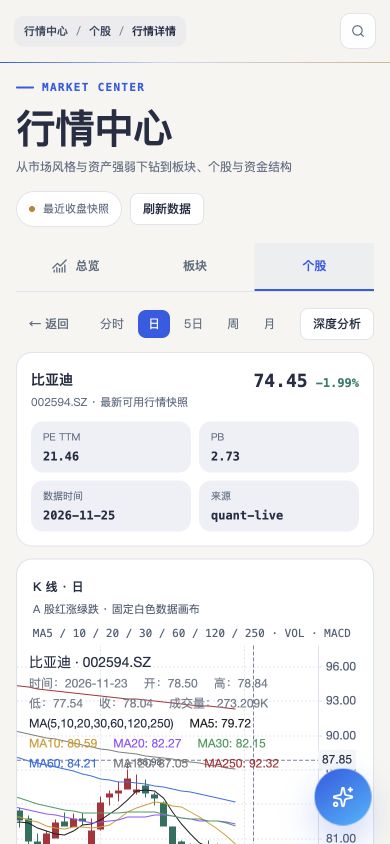 行情中心 / 个股 / 行情详情
MARKET CENTER
行情中心
从市场风格与资产强弱下钻到板块、个股与资金结构
最近收盘快照 刷新数据
总览 板块 个股
← 返回 分时 日 5日 周 月 深度分析
比亚迪 74.45 -1.99%
002594.SZ · 最新可用行情快照
PE TTM PB
21.46 2.73
数据时间 来源
2026-11-25 quant-live
K 线 · 日
A 股红涨绿跌 · 固定白色数据画布
MA5 / 10 / 20 / 30 / 60 / 120 / 250 · VOL · MACD
比亚迪 · 002594.SZ 96.00
时间: 2026-11-23 开: 78.50 高: 78.84
低: 77.54 收: 78.04 成交量: 273.209K 93.00
MA(5,10,20,30,60,120,250) MA5: 79.72
MA10: 80.59 MA20: 82.27 MA30: 82.15 90.00
MA60: 84.21 MA120: 87.05 MA250: 92.32 87.85
81.00